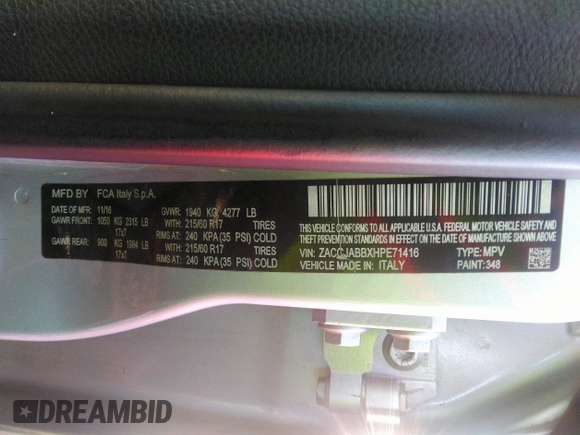 MFD BY FCA Italy S.p.A.
DATE OF MFR: 11/16 GVWR: 1940 KG 4277 LB
GAWR FRONT: 1050 KG 2315 LB WITH: 215/60 R17 TIRES
17x7 RIMS AT: 240 KPA (35 PSI) COLD
GAWR REAR: 900 KG 1984 LB WITH: 215/60 R17 TIRES
17x7 RIMS AT: 240 KPA (35 PSI) COLD
THIS VEHICLE CONFORMS TO ALL APPLICABLE U.S.A. FEDERAL MOTOR VEHICLE SAFETY AND
THEFT PREVENTION STANDARDS IN EFFECT ON THE DATE OF MANUFACTURE SHOWN ABOVE.
VIN: ZACCJABBXHPE71416 TYPE: MPV
VEHICLE MADE IN: ITALY PAINT: 348
DREAMBID